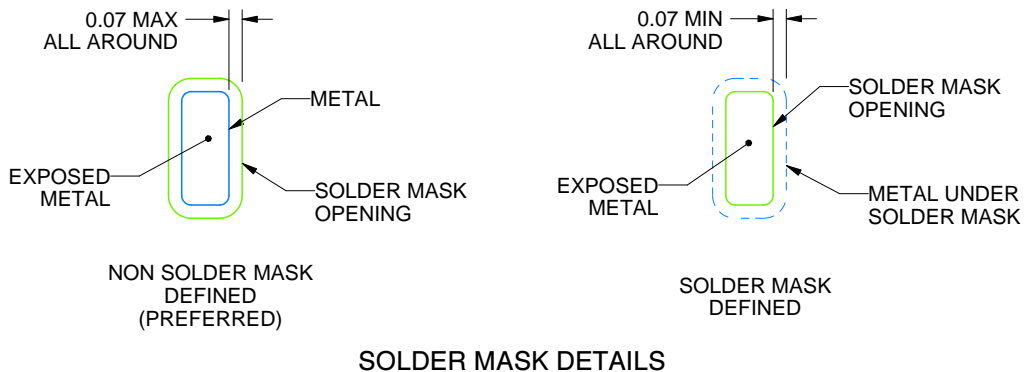 0.07 MAX
ALL AROUND
METAL
EXPOSED
METAL
SOLDER MASK
OPENING
NON SOLDER MASK
DEFINED
(PREFERRED)
0.07 MIN
ALL AROUND
SOLDER MASK
OPENING
EXPOSED
METAL
METAL UNDER
SOLDER MASK
SOLDER MASK
DEFINED
SOLDER MASK DETAILS